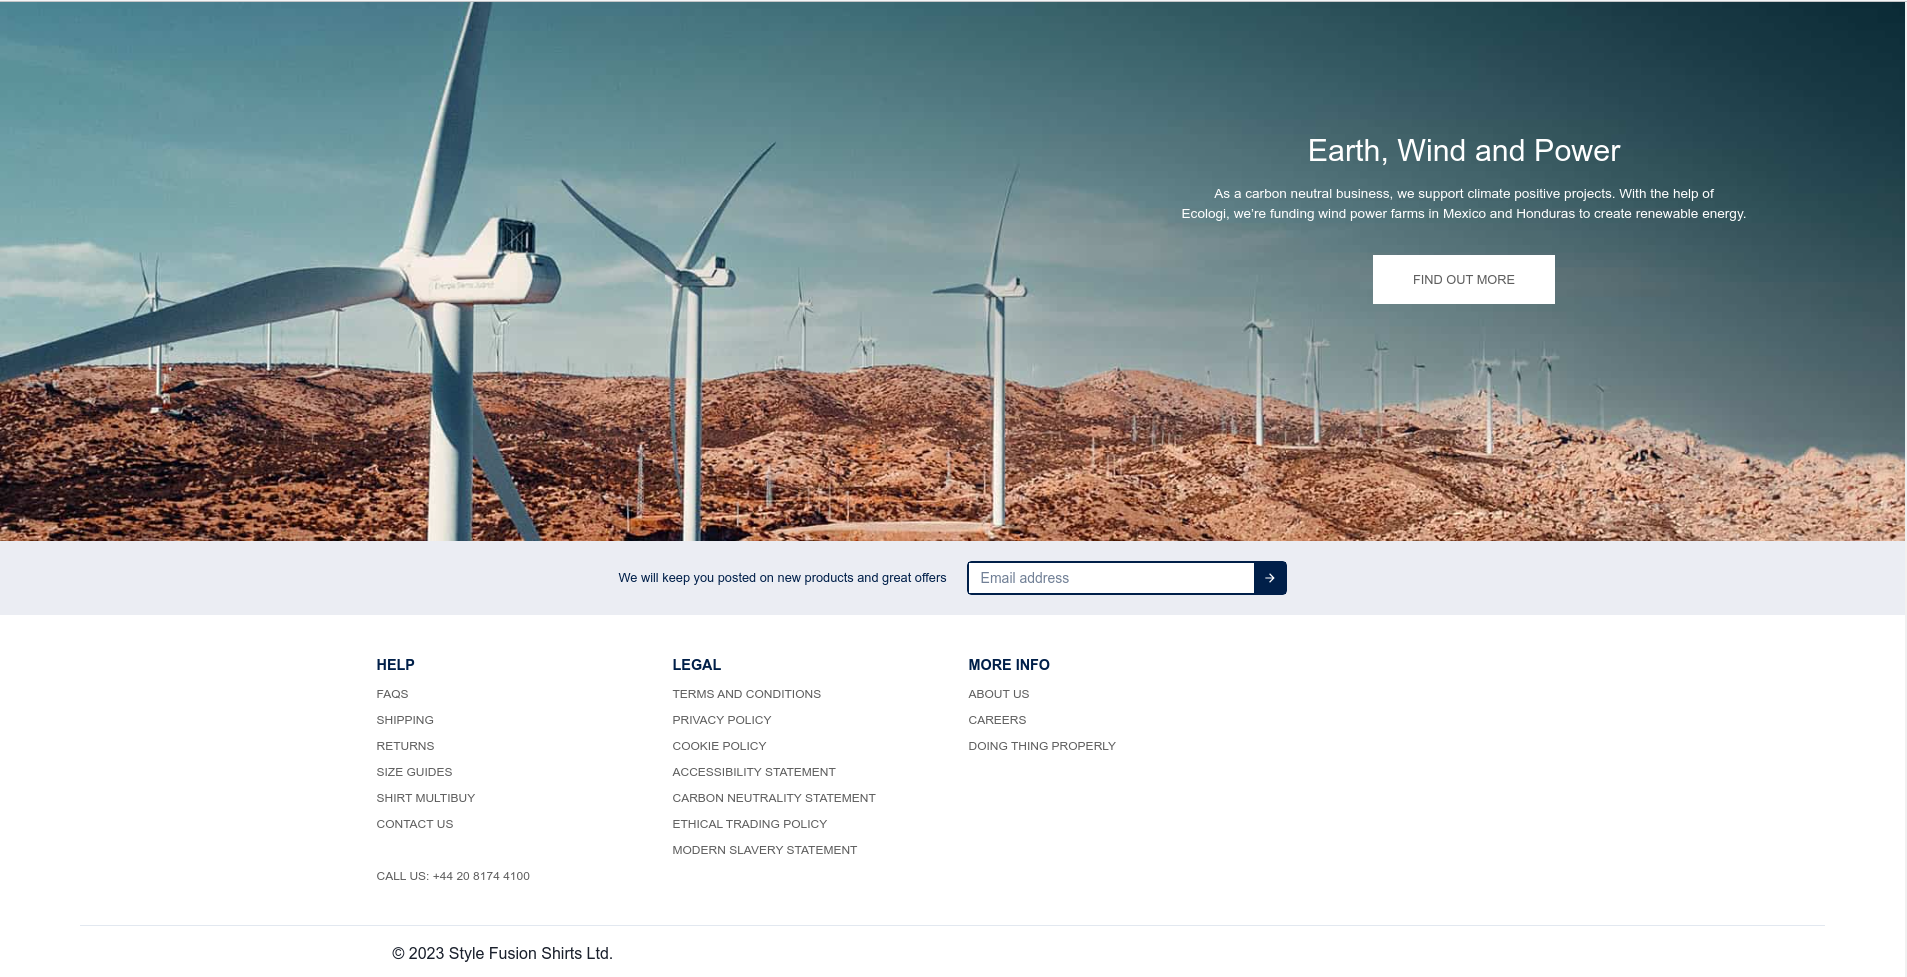 Earth, Wind and Power
As a carbon neutral business, we support climate positive projects. With the help of
Ecologi, we're funding wind power farms in Mexico and Honduras to create renewable energy.
FIND OUT MORE
We will keep you posted on new products and great offers
Email address
HELP
FAQS
SHIPPING
RETURNS
SIZE GUIDES
SHIRT MULTIBUY
CONTACT US
CALL US: +44 20 8174 4100
LEGAL
TERMS AND CONDITIONS
PRIVACY POLICY
COOKIE POLICY
ACCESSIBILITY STATEMENT
CARBON NEUTRALITY STATEMENT
ETHICAL TRADING POLICY
MODERN SLAVERY STATEMENT
MORE INFO
ABOUT US
CAREERS
DOING THING PROPERLY
© 2023 Style Fusion Shirts Ltd.